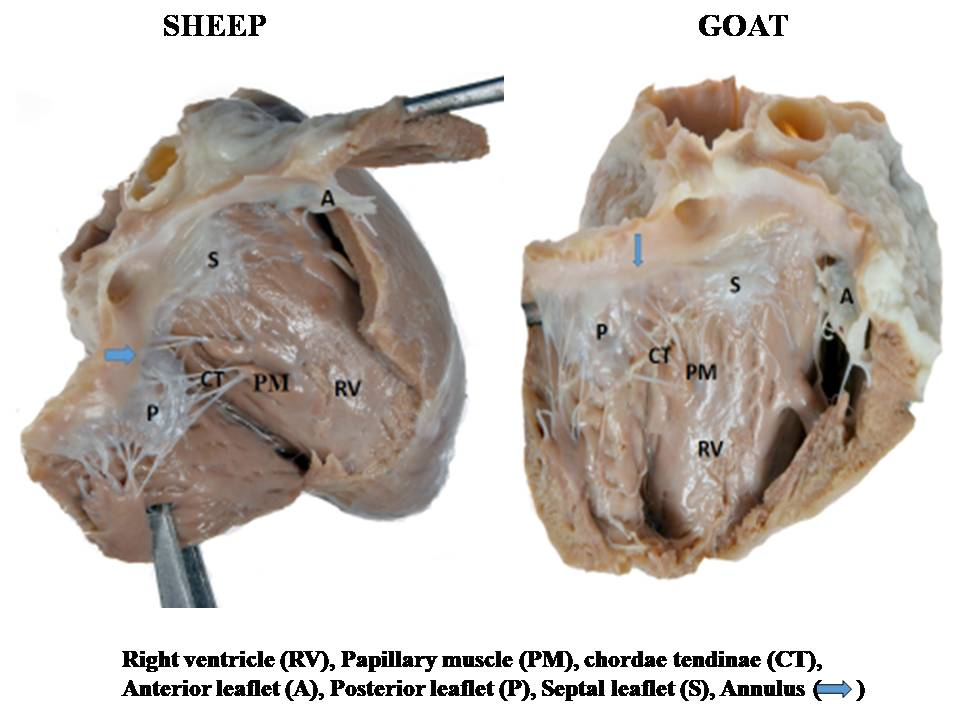 SHEEP GOAT
A
S
S
A
P
CT
PM
CT
PM
RV
P
RV
Right ventricle (RV), Papillary muscle (PM), chordae tendinae (CT),
Anterior leaflet (A), Posterior leaflet (P), Septal leaflet (S), Annulus ( )